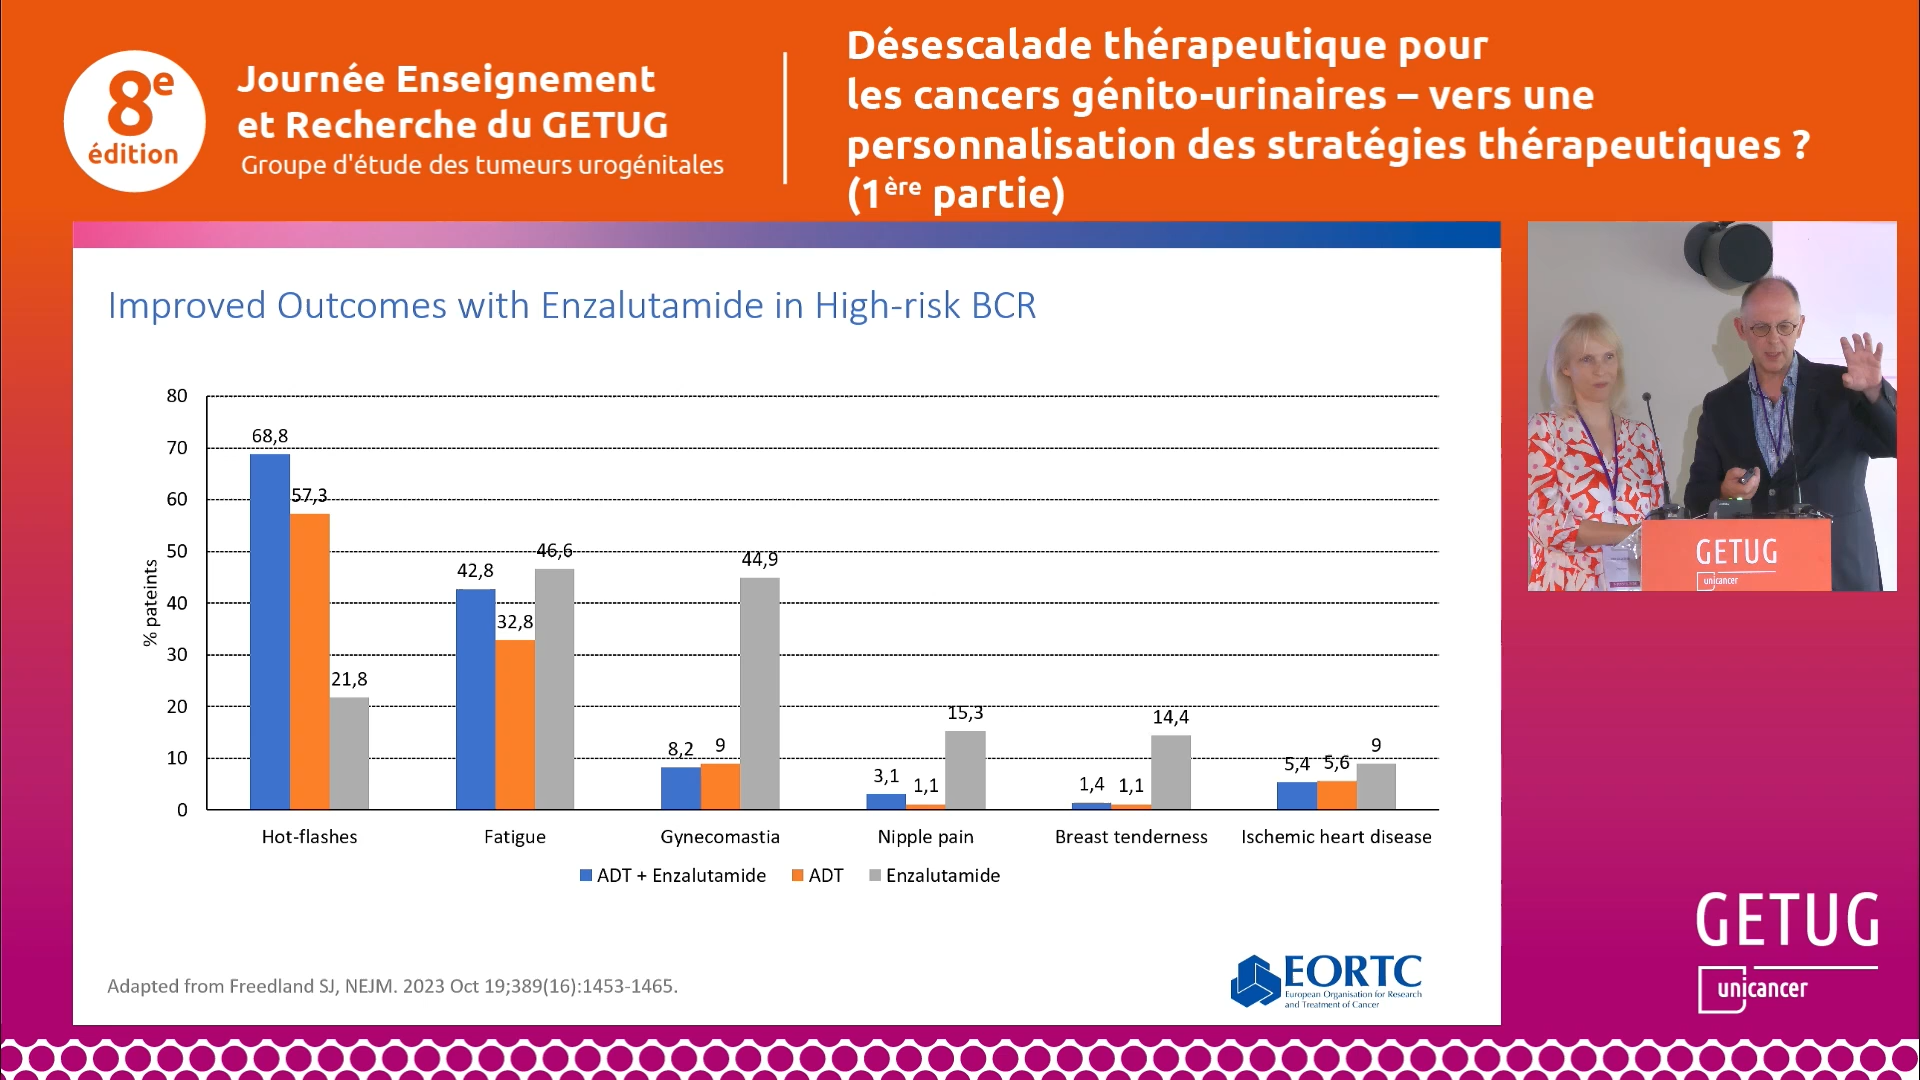 8e
édition
Journée Enseignement
et Recherche du GETUG
Groupe d'étude des tumeurs urogénitales
Désescalade thérapeutique pour
les cancers génito-urinaires – vers une
personnalisation des stratégies thérapeutiques ?
(1ère partie)
Improved Outcomes with Enzalutamide in High-risk BCR
% pateints
80
70
60
50
40
30
20
10
0
68,8
57,3
21,8
42,8
32,8
46,6
8,2
9
44,9
3,1
1,1
15,3
1,4
1,1
14,4
5,4
5,6
9
Hot-flashes
Fatigue
Gynecomastia
Nipple pain
Breast tenderness
Ischemic heart disease
ADT + Enzalutamide
ADT
Enzalutamide
Adapted from Freedland SJ, NEJM. 2023 Oct 19;389(16):1453-1465.
EORTC
European Organisation for Research
and Treatment of Cancer
GETUG
unicancer
GETUG
unicancer